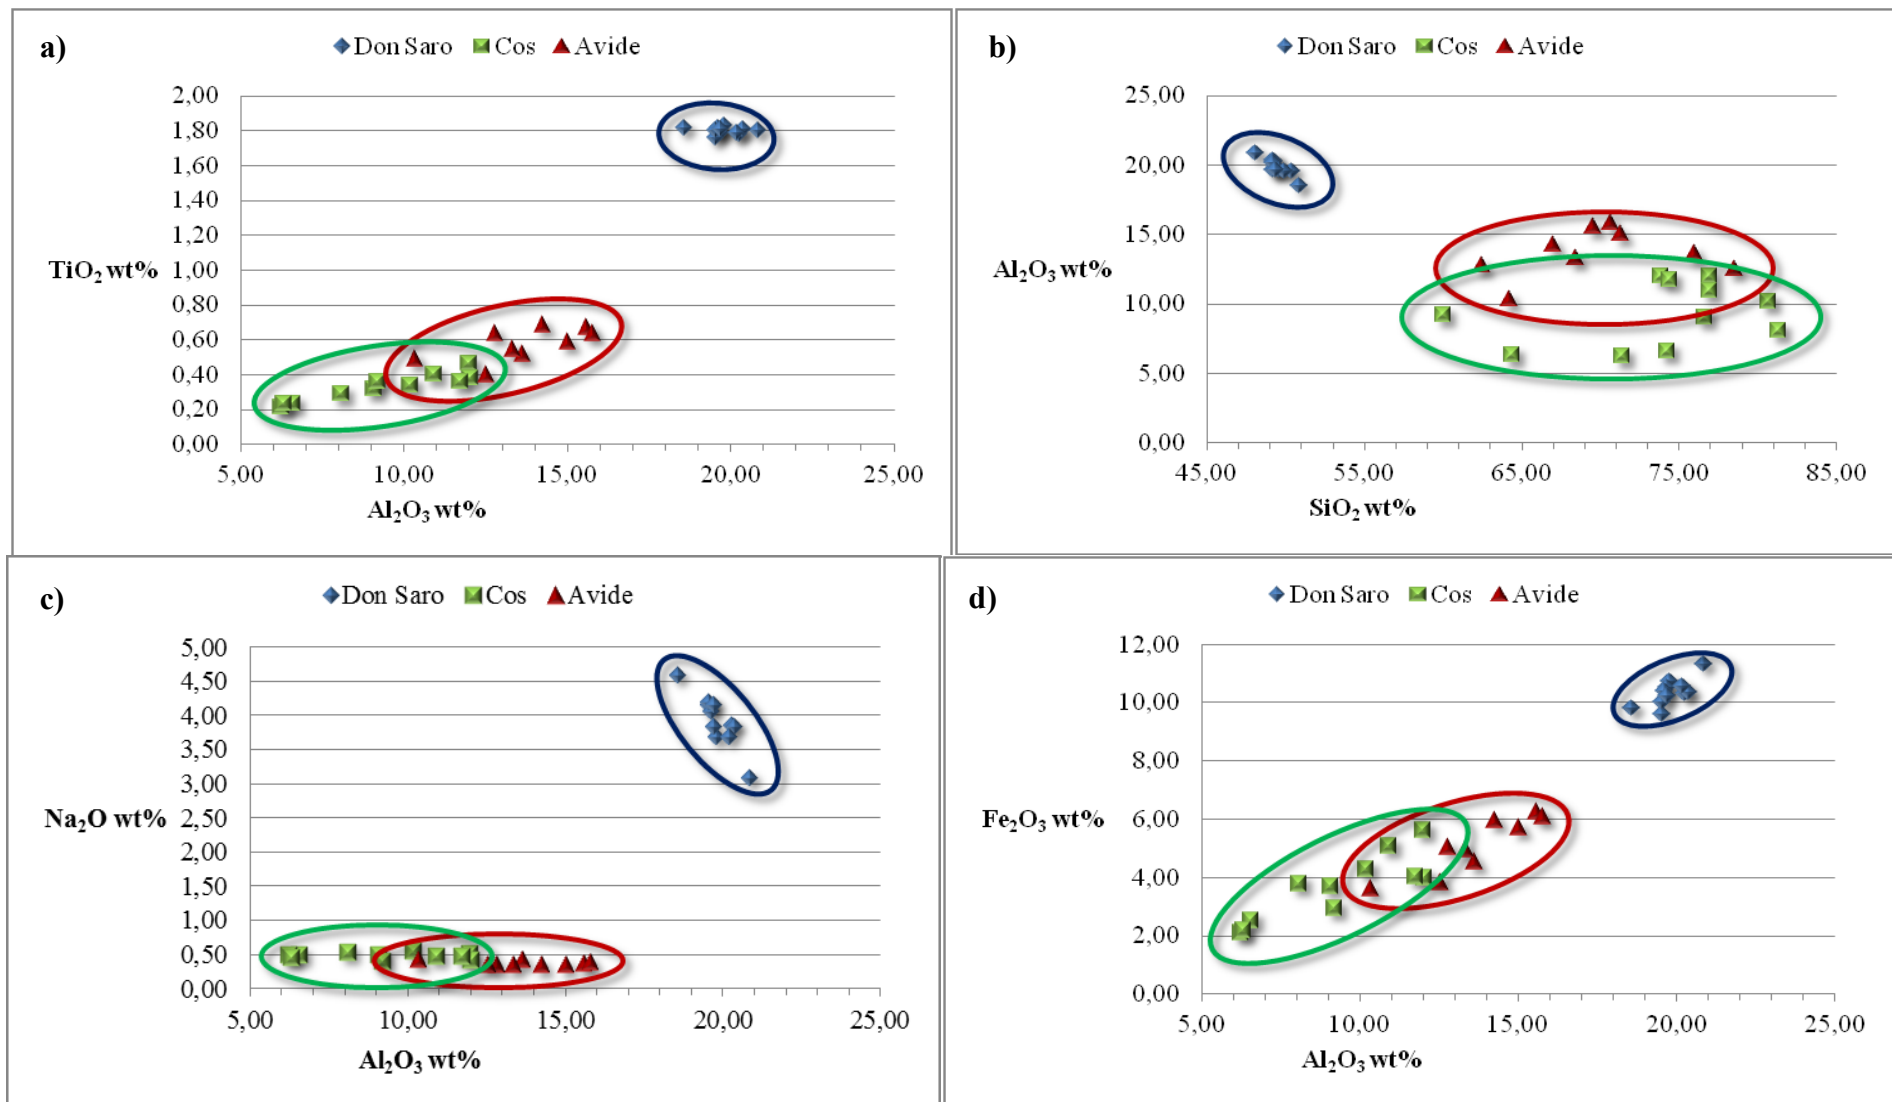 a)
Don Saro Cos Avide
2,00
1,80
1,60
1,40
1,20
1,00
0,80
0,60
0,40
0,20
0,00
TiO₂ wt%
5,00 10,00 15,00 20,00 25,00
Al₂O₃ wt%
b)
Don Saro Cos Avide
25,00
20,00
15,00
10,00
5,00
0,00
Al₂O₃ wt%
45,00 55,00 65,00 75,00 85,00
SiO₂ wt%
c)
Don Saro Cos Avide
5,00
4,50
4,00
3,50
3,00
2,50
2,00
1,50
1,00
0,50
0,00
Na₂O wt%
5,00 10,00 15,00 20,00 25,00
Al₂O₃ wt%
d)
Don Saro Cos Avide
12,00
10,00
8,00
6,00
4,00
2,00
0,00
Fe₂O₃ wt%
5,00 10,00 15,00 20,00 25,00
Al₂O₃ wt%